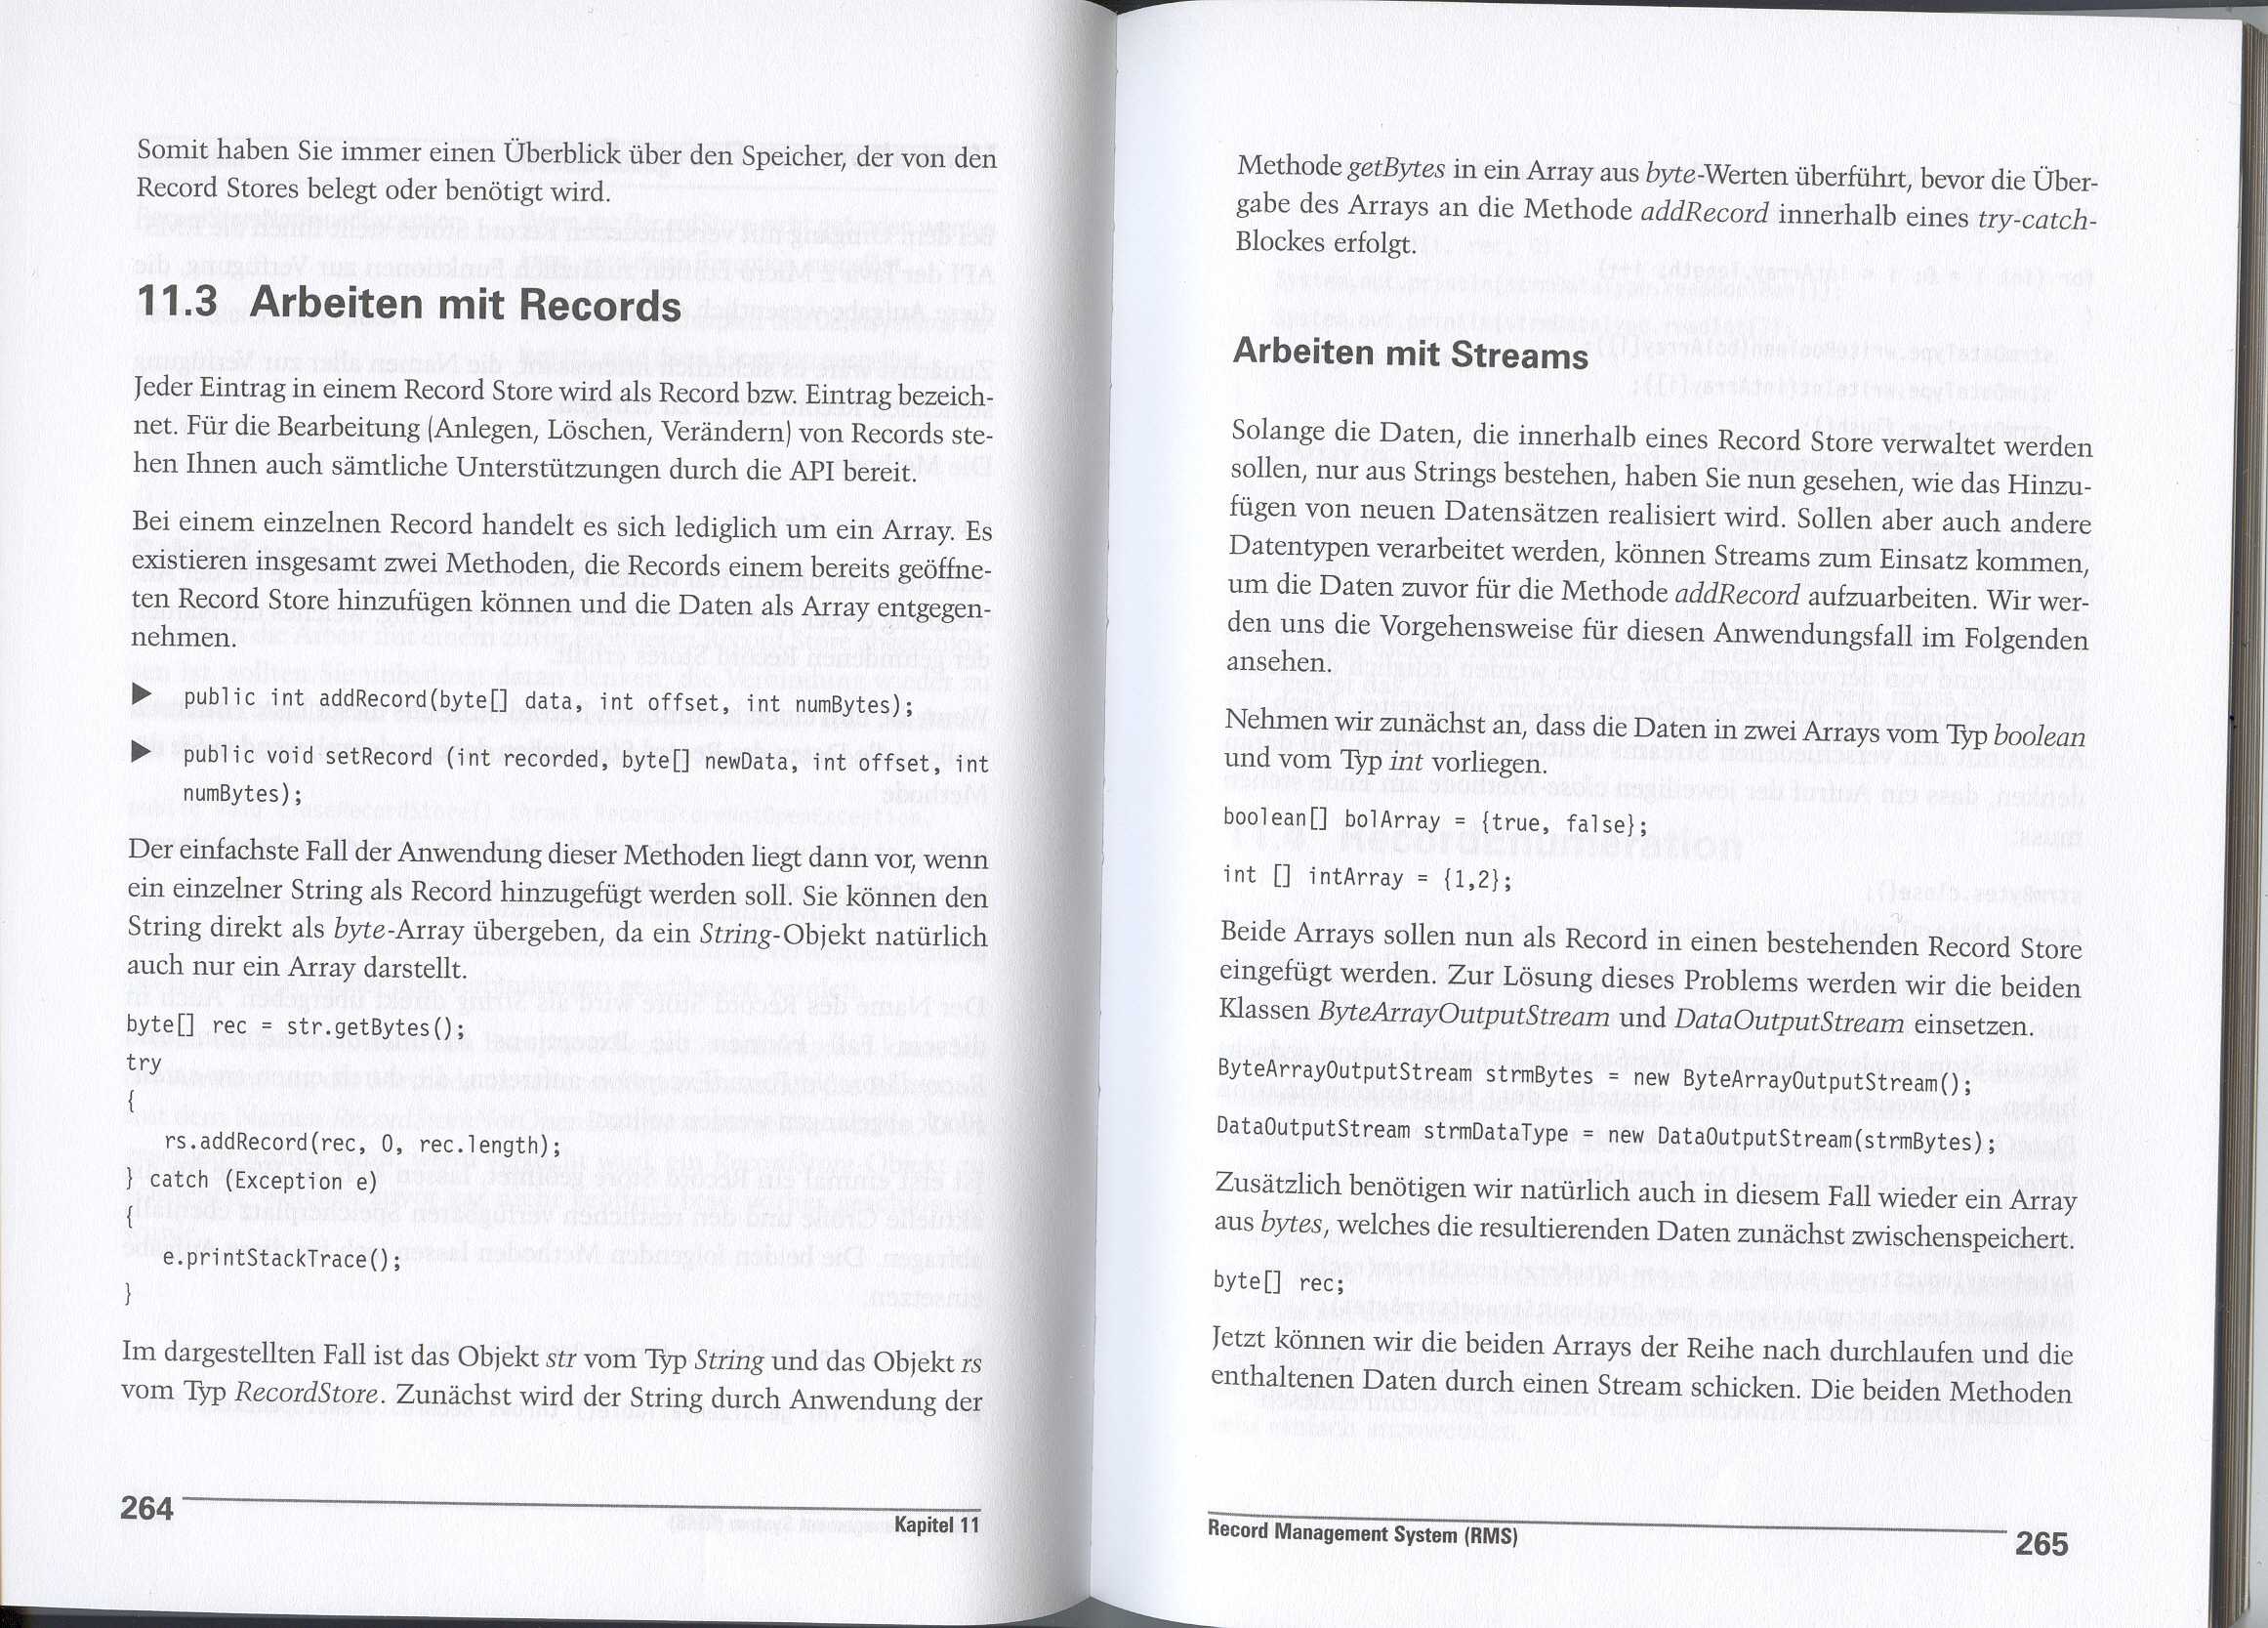 Somit haben Sie immer einen Überblick über den Speicher, der von den
Record Stores belegt oder benötigt wird.
11.3 Arbeiten mit Records
Jeder Eintrag in einem Record Store wird als Record bzw. Eintrag bezeich-
net. Für die Bearbeitung (Anlegen, Löschen, Verändern) von Records ste-
hen Ihnen auch sämtliche Unterstützungen durch die API bereit.
Bei einem einzelnen Record handelt es sich lediglich um ein Array. Es
existieren insgesamt zwei Methoden, die Records einem bereits geöffne-
ten Record Store hinzufügen können und die Daten als Array entgegen-
nehmen.
▶ public int addRecord(byte[] data, int offset, int numBytes);
▶ public void setRecord (int recorded, byte[] newData, int offset, int
numBytes);
Der einfachste Fall der Anwendung dieser Methoden liegt dann vor, wenn
ein einzelner String als Record hinzugefügt werden soll. Sie können den
String direkt als byte-Array übergeben, da ein String-Objekt natürlich
auch nur ein Array darstellt.
byte[] rec = str.getBytes();
try
{
rs.addRecord(rec, 0, rec.length);
} catch (Exception e)
{
e.printStackTrace();
}
Im dargestellten Fall ist das Objekt str vom Typ String und das Objekt rs
vom Typ RecordStore. Zunächst wird der String durch Anwendung der
264
Kapitel 11
Methode getBytes in ein Array aus byte-Werten überführt, bevor die Über-
gabe des Arrays an die Methode addRecord innerhalb eines try-catch-
Blockes erfolgt.
Arbeiten mit Streams
Solange die Daten, die innerhalb eines Record Store verwaltet werden
sollen, nur aus Strings bestehen, haben Sie nun gesehen, wie das Hinzu-
fügen von neuen Datensätzen realisiert wird. Sollen aber auch andere
Datentypen verarbeitet werden, können Streams zum Einsatz kommen,
um die Daten zuvor für die Methode addRecord aufzuarbeiten. Wir wer-
den uns die Vorgehensweise für diesen Anwendungsfall im Folgenden
ansehen.
Nehmen wir zunächst an, dass die Daten in zwei Arrays vom Typ boolean
und vom Typ int vorliegen.
boolean[] bolArray = {true, false};
int [] intArray = {1,2};
Beide Arrays sollen nun als Record in einen bestehenden Record Store
eingefügt werden. Zur Lösung dieses Problems werden wir die beiden
Klassen ByteArrayOutputStream und DataOutputStream einsetzen.
ByteArrayOutputStream strmBytes = new ByteArrayOutputStream();
DataOutputStream strmDataType = new DataOutputStream(strmBytes);
Zusätzlich benötigen wir natürlich auch in diesem Fall wieder ein Array
aus bytes, welches die resultierenden Daten zunächst zwischenspeichert.
byte[] rec;
Jetzt können wir die beiden Arrays der Reihe nach durchlaufen und die
enthaltenen Daten durch einen Stream schicken. Die beiden Methoden
Record Management System (RMS)
265